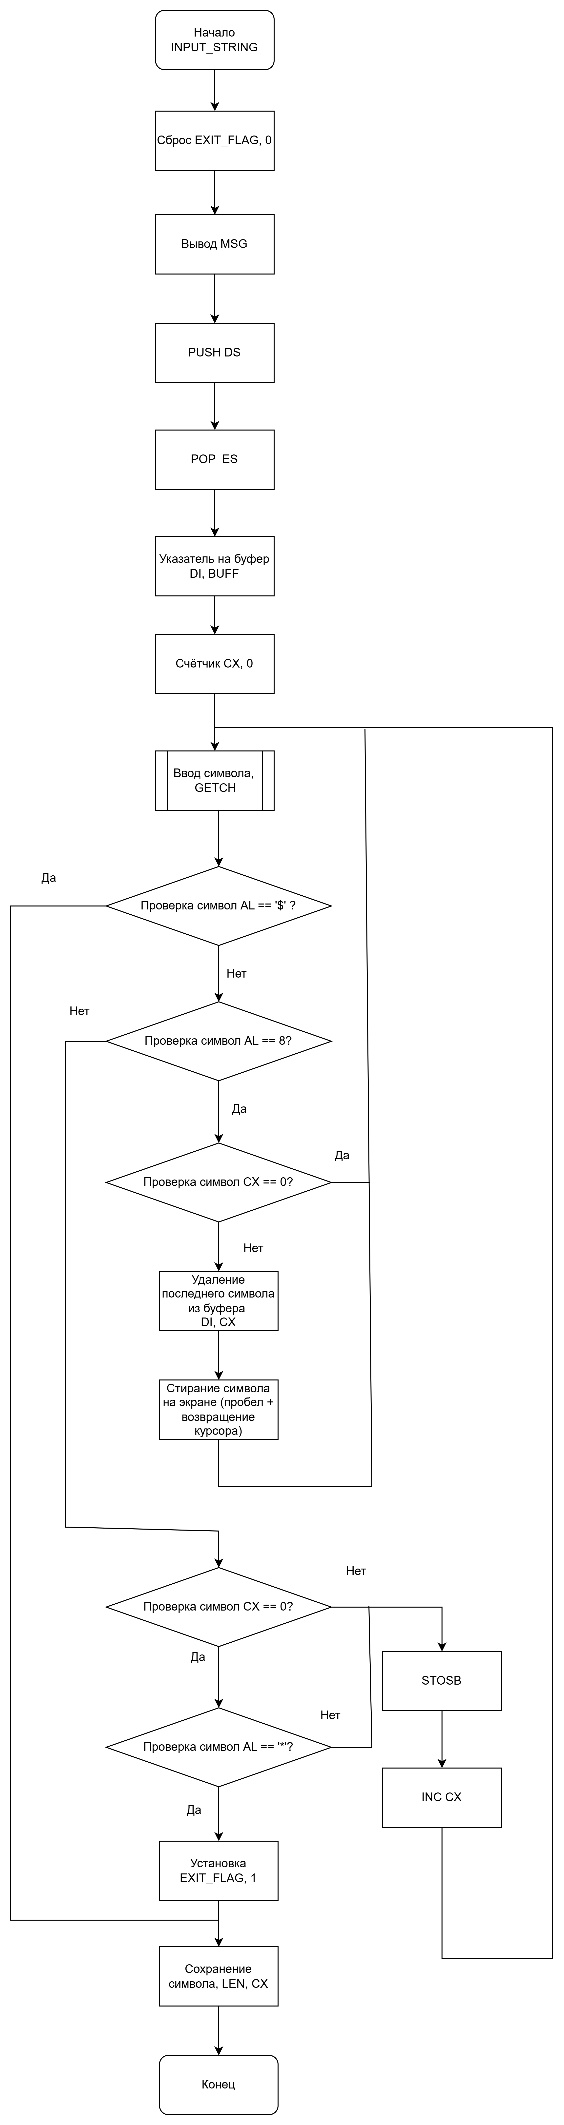 Начало
INPUT_STRING
Сброс EXIT_FLAG, 0
Вывод MSG
PUSH DS
POP ES
Указатель на буфер
DI, BUFF
Счётчик CX, 0
Ввод символа,
GETCH
Да
Проверка символ AL == '$' ?
Нет
Нет
Проверка символ AL == 8?
Да
Да
Проверка символ CX == 0?
Нет
Удаление
последнего символа
из буфера
DI, CX
Стирание символа
на экране (пробел +
возвращение
курсора)
Нет
Проверка символ CX == 0?
Да
STOSB
Нет
Проверка символ AL == '*'?
INC CX
Да
Установка
EXIT_FLAG, 1
Сохранение
символа, LEN, CX
Конец